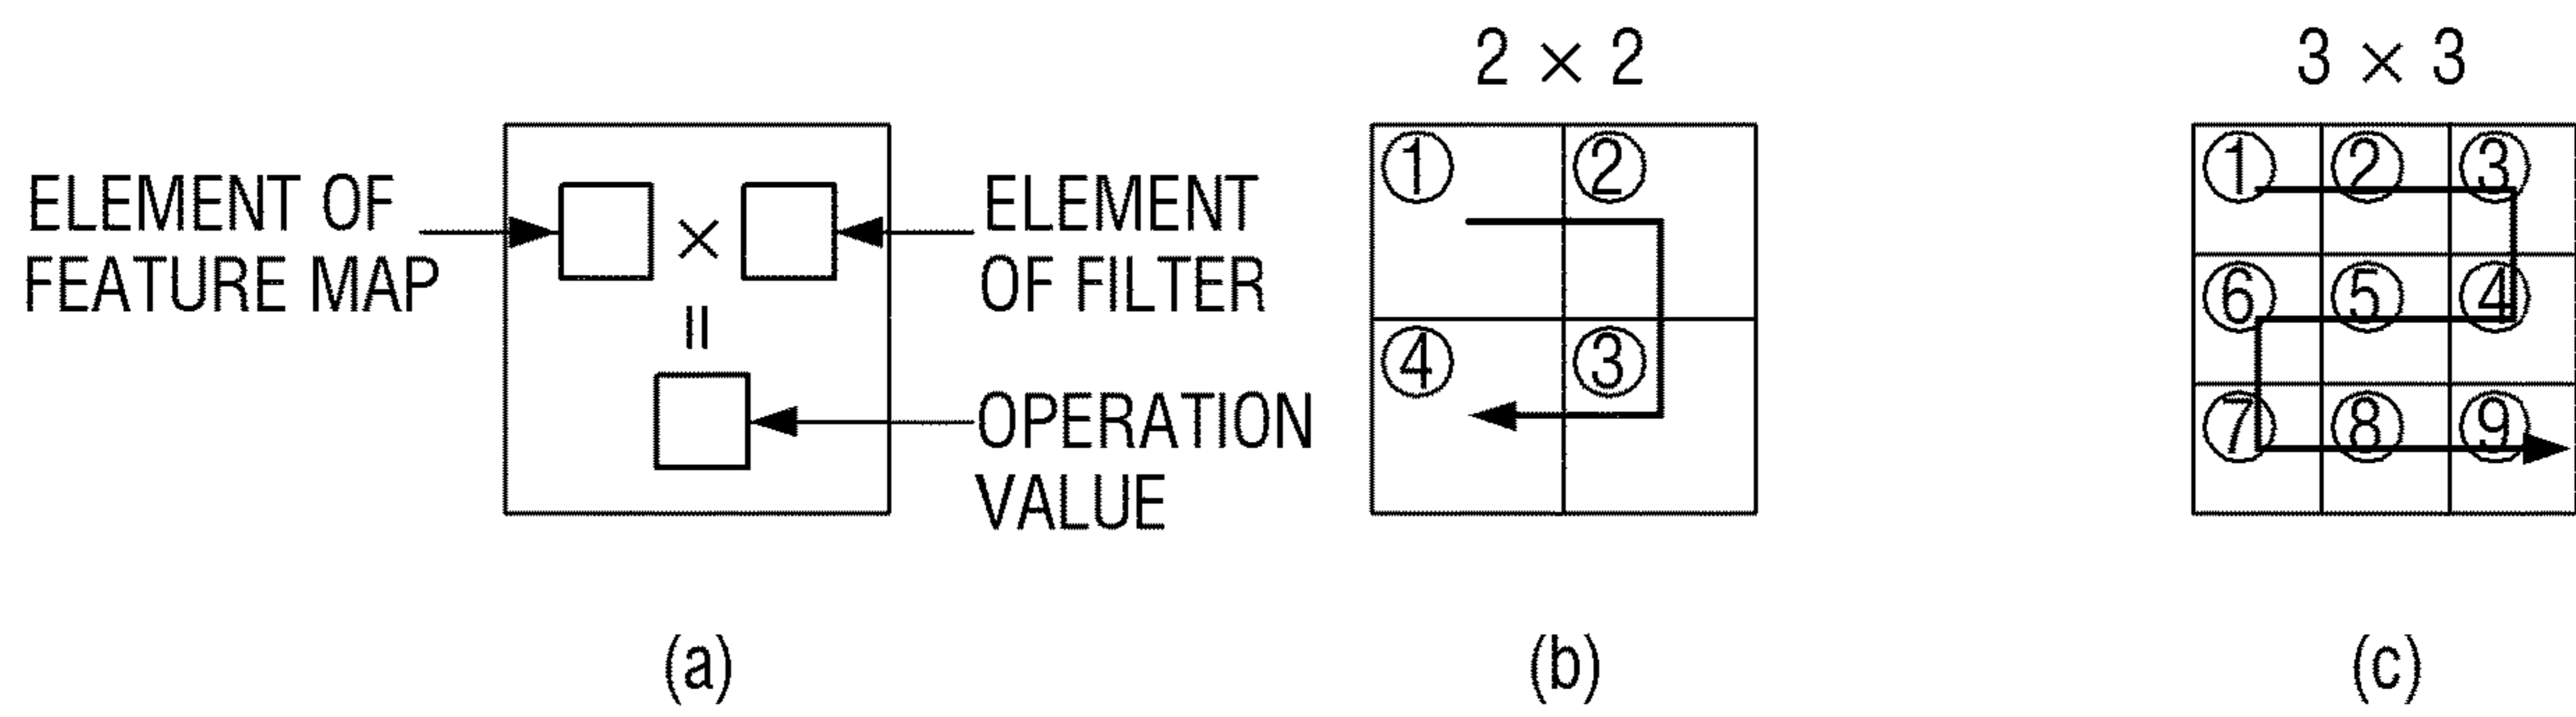 ELEMENT OF
FEATURE MAP
×
=
ELEMENT
OF FILTER
OPERATION
VALUE
(a)
2 × 2
① ②
④ ③
(b)
3 × 3
① ② ③
⑥ ⑤ ④
⑦ ⑧ ⑨
(c)